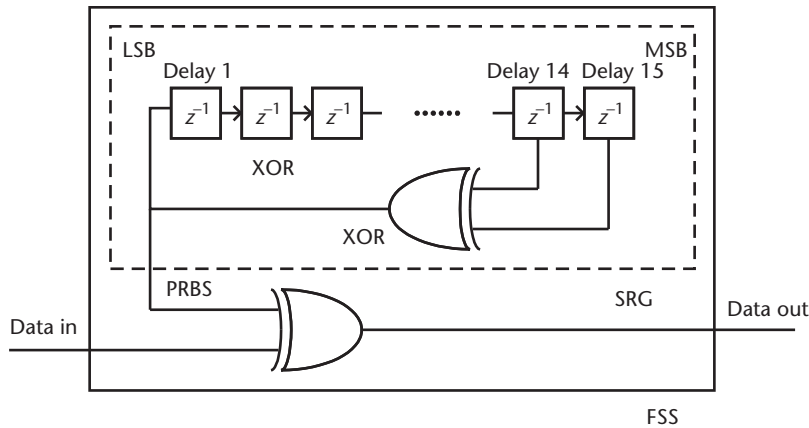 LSB
MSB
Delay 1
Delay 14
Delay 15
z⁻¹
z⁻¹
z⁻¹
......
z⁻¹
z⁻¹
XOR
XOR
PRBS
SRG
Data in
Data out
FSS